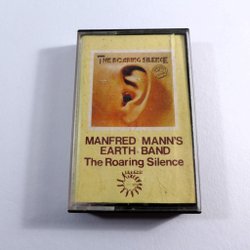 THE ROARING SILENCE
MANFRED MANN'S
EARTH BAND
The Roaring Silence